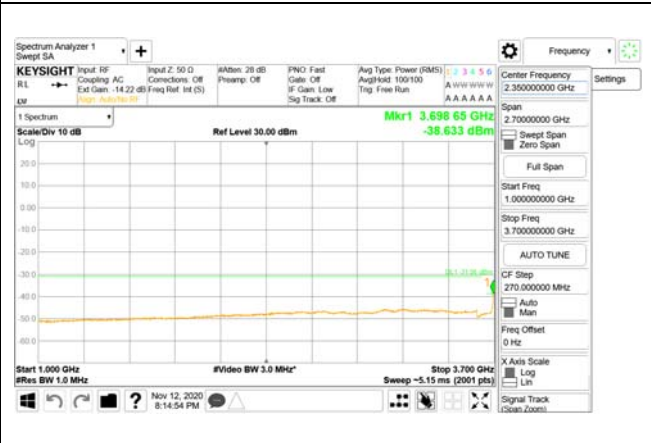 Spectrum Analyzer 1
Swept SA
Frequency
KEYSIGHT
Input: RF
Input Z: 50 Ω
#Atten: 28 dB
PNO: Fast
Avg Type: Power (RMS)
1 2 3 4 5 6
RL
Coupling: AC
Corrections: Off
Preamp: Off
Gate: Off
Avg|Hold: 100/100
A W W W W W
Ext Gain: -14.22 dB
Freq Ref: Int (S)
IF Gain: Low
Trig: Free Run
Align: Auto/No RF
Sig Track: Off
A A A A A A
1 Spectrum
Mkr1 3.698 65 GHz
Scale/Div 10 dB
Ref Level 30.00 dBm
-38.633 dBm
Log
20.0
10.0
0.00
-10.0
-20.0
-30.0
-40.0
-50.0
-60.0
1
Start 1.000 GHz
#Video BW 3.0 MHz*
Stop 3.700 GHz
#Res BW 1.0 MHz
Sweep ~5.15 ms (2001 pts)
Nov 12, 2020
8:14:54 PM
Center Frequency
2.350000000 GHz
Settings
Span
2.70000000 GHz
Swept Span
Zero Span
Full Span
Start Freq
1.000000000 GHz
Stop Freq
3.700000000 GHz
AUTO TUNE
CF Step
270.000000 MHz
Auto
Man
Freq Offset
0 Hz
X Axis Scale
Log
Lin
Signal Track
(Span Zoom)